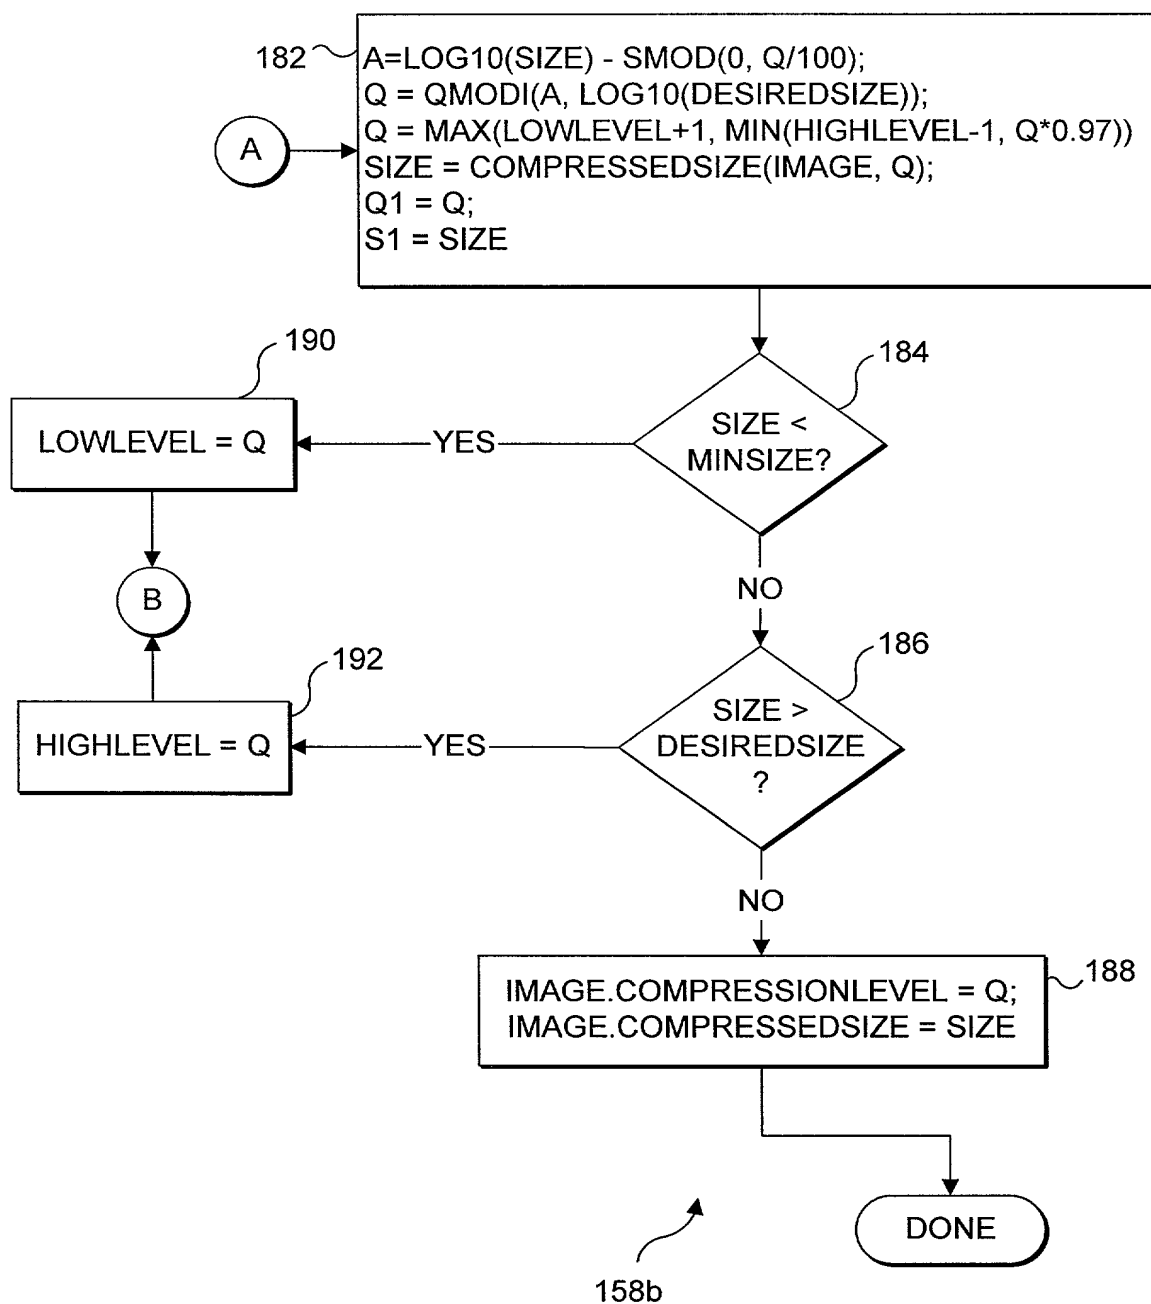 182
A=LOG10(SIZE) - SMOD(0, Q/100);
Q = QMODI(A, LOG10(DESIREDSIZE));
Q = MAX(LOWLEVEL+1, MIN(HIGHLEVEL-1, Q*0.97))
SIZE = COMPRESSEDSIZE(IMAGE, Q);
Q1 = Q;
S1 = SIZE
A
190
184
LOWLEVEL = Q
YES
SIZE <
MINSIZE?
B
NO
192
186
HIGHLEVEL = Q
YES
SIZE >
DESIREDSIZE
?
NO
188
IMAGE.COMPRESSIONLEVEL = Q;
IMAGE.COMPRESSEDSIZE = SIZE
DONE
158b